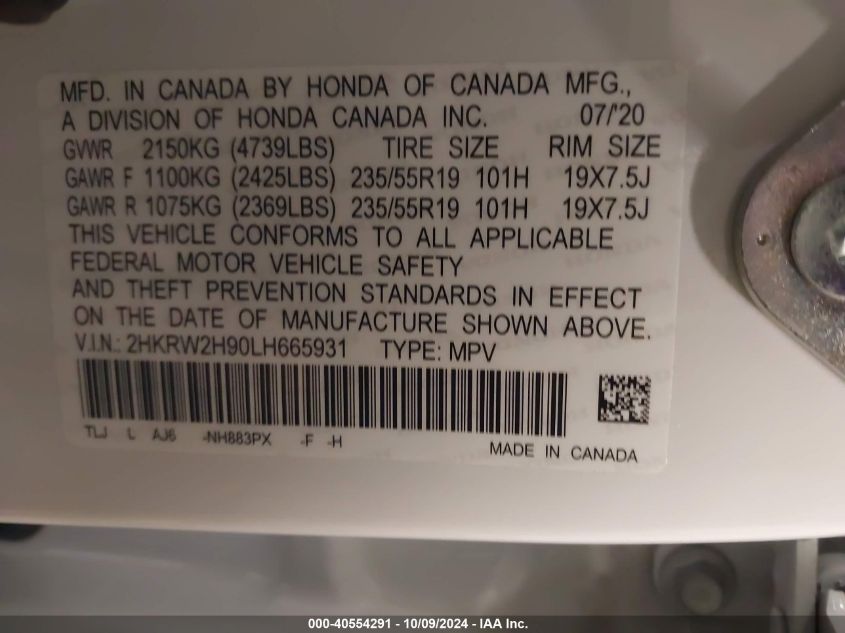 MFD. IN CANADA BY HONDA OF CANADA MFG.,
A DIVISION OF HONDA CANADA INC. 07/'20
GVWR 2150KG (4739LBS) TIRE SIZE RIM SIZE
GAWR F 1100KG (2425LBS) 235/55R19 101H 19X7.5J
GAWR R 1075KG (2369LBS) 235/55R19 101H 19X7.5J
THIS VEHICLE CONFORMS TO ALL APPLICABLE
FEDERAL MOTOR VEHICLE SAFETY
AND THEFT PREVENTION STANDARDS IN EFFECT
ON THE DATE OF MANUFACTURE SHOWN ABOVE.
V.I.N.: 2HKRW2H90LH665931 TYPE: MPV
TLJ L AJ6 -NH883PX -F -H
MADE IN CANADA
000-40554291 - 10/09/2024 - IAA Inc.